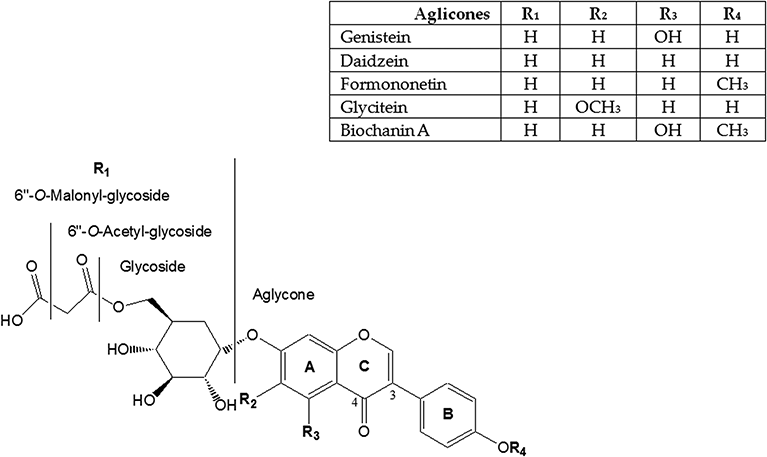 Aglicones R₁ R₂ R₃ R₄
Genistein H H OH H
Daidzein H H H H
Formononetin H H H CH₃
Glycitein H OCH₃ H H
Biochanin A H H OH CH₃
R₁
6"-O-Malonyl-glycoside
6"-O-Acetyl-glycoside
Glycoside
Aglycone
O O
HO O O O
A C
HO
HO OH OH R₂ R₃ 4 3 B
O
OR₄